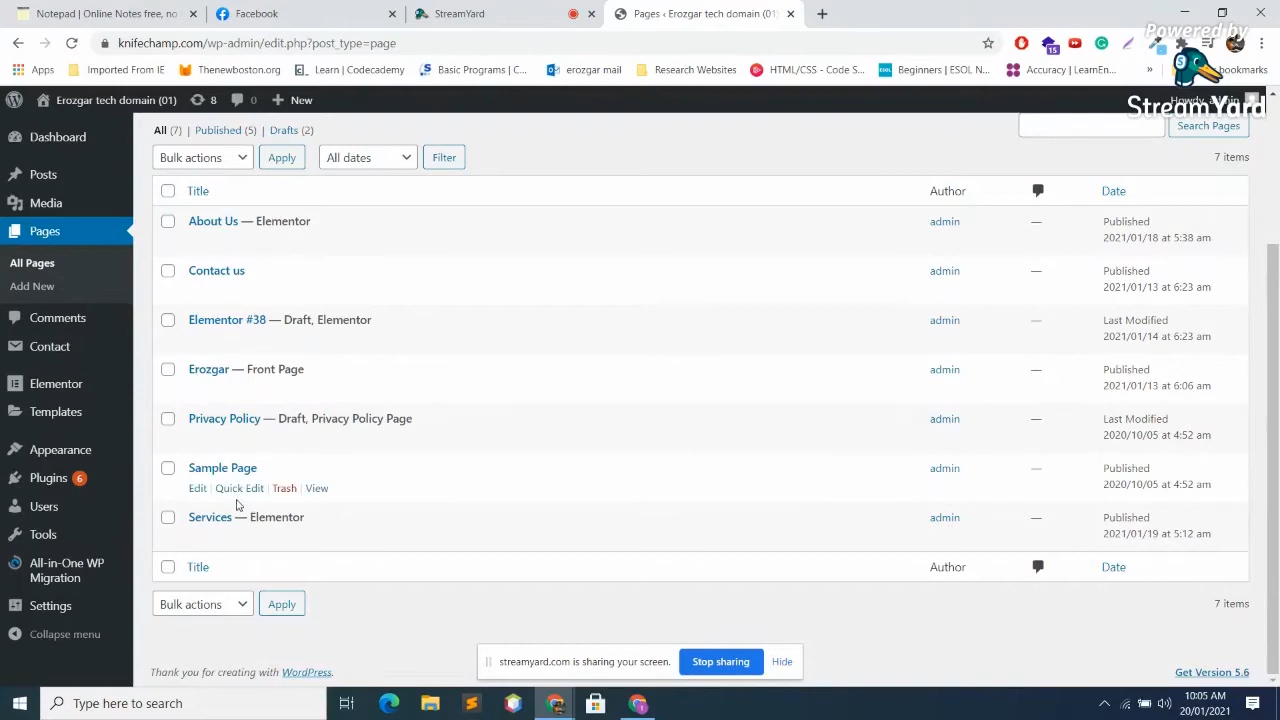 Notepad | Online Notes free, no
Facebook
StreamYard
Pages ‹ Erozgar tech domain (01)
Powered by
knifechamp.com/wp-admin/edit.php?post_type=page
15
Apps
Imported From IE
Thenewboston.org
Learn | Codecademy
Basic Programs | C...
erozgar mail
Research Websites
HTML/CSS - Code S...
Beginners | ESOL N...
Accuracy | LearnEn...
»
bookmarks
Erozgar tech domain (01)
8
0
New
Howdy, admin
StreamYard
Dashboard
Posts
Media
Pages
All Pages
Add New
Comments
Contact
Elementor
Templates
Appearance
Plugins 6
Users
Tools
All-in-One WP
Migration
Settings
Collapse menu
All (7) | Published (5) | Drafts (2)
Search Pages
Bulk actions
Apply
All dates
Filter
7 items
Title
Author
Date
About Us — Elementor
admin
—
Published
2021/01/18 at 5:38 am
Contact us
admin
—
Published
2021/01/13 at 6:23 am
Elementor #38 — Draft, Elementor
admin
—
Last Modified
2021/01/14 at 6:23 am
Erozgar — Front Page
admin
—
Published
2021/01/13 at 6:06 am
Privacy Policy — Draft, Privacy Policy Page
admin
—
Last Modified
2020/10/05 at 4:52 am
Sample Page
Edit | Quick Edit | Trash | View
admin
—
Published
2020/10/05 at 4:52 am
Services — Elementor
admin
—
Published
2021/01/19 at 5:12 am
Title
Author
Date
Bulk actions
Apply
7 items
streamyard.com is sharing your screen.
Stop sharing
Hide
Thank you for creating with WordPress.
Get Version 5.6
Type here to search
10:05 AM
20/01/2021